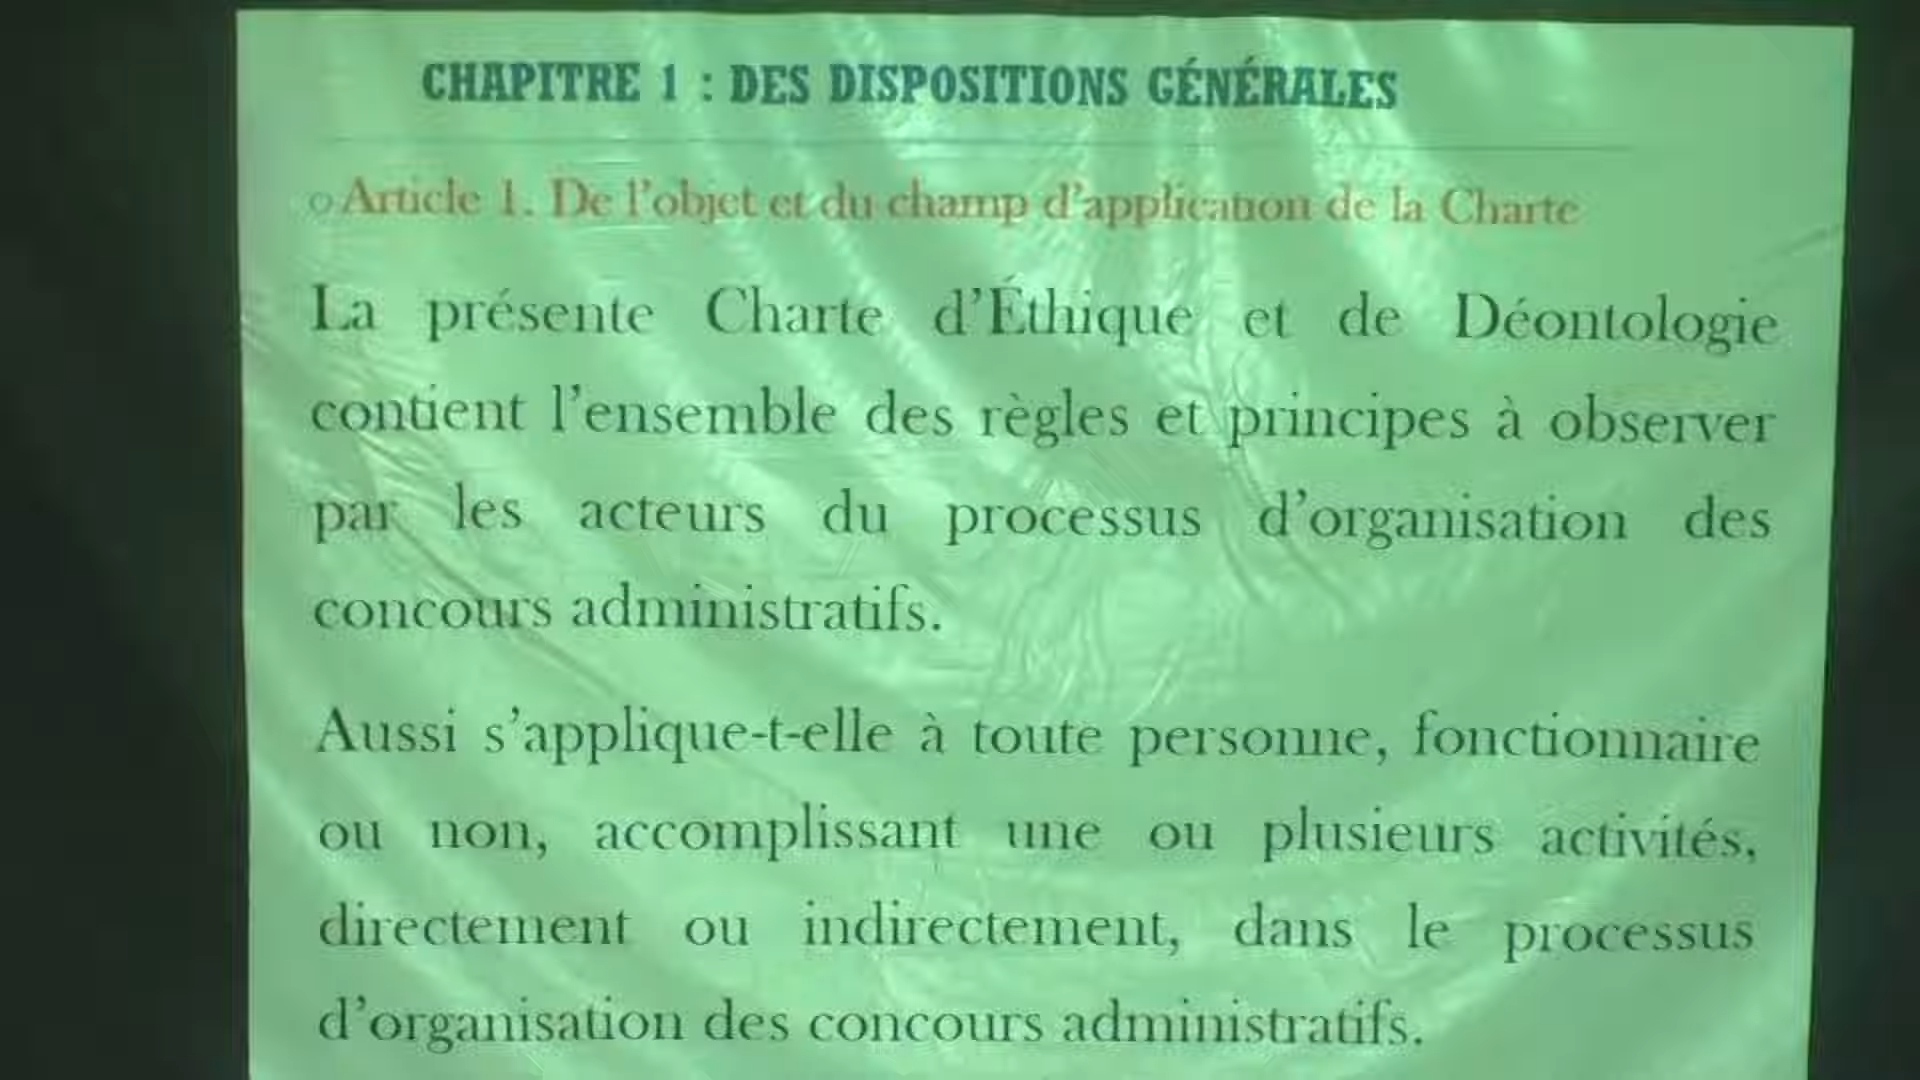 CHAPITRE 1 : DES DISPOSITIONS GÉNÉRALES
Article 1. De l'objet et du champ d'application de la Charte
La présente Charte d'Éthique et de Déontologie
contient l'ensemble des règles et principes à observer
par les acteurs du processus d'organisation des
concours administratifs.
Aussi s'applique-t-elle à toute personne, fonctionnaire
ou non, accomplissant une ou plusieurs activités,
directement ou indirectement, dans le processus
d'organisation des concours administratifs.